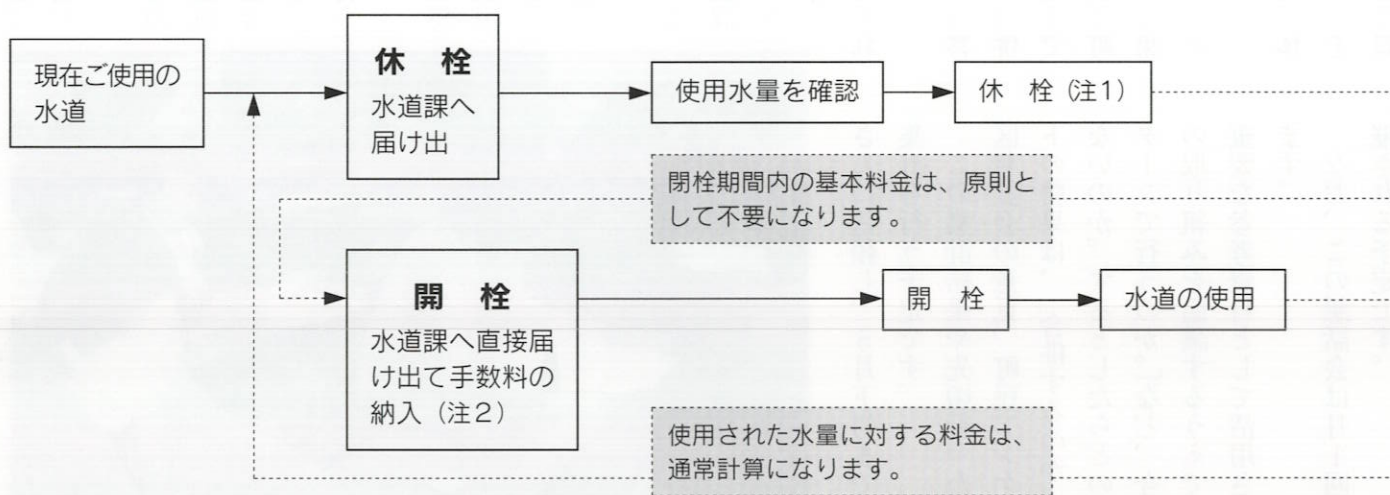 現在ご使用の
水道
休　栓
水道課へ
届け出
使用水量を確認
休　栓（注1）
閉栓期間内の基本料金は、原則と
して不要になります。
開　栓
水道課へ直接届
け出て手数料の
納入（注2）
開　栓
水道の使用
使用された水量に対する料金は、
通常計算になります。